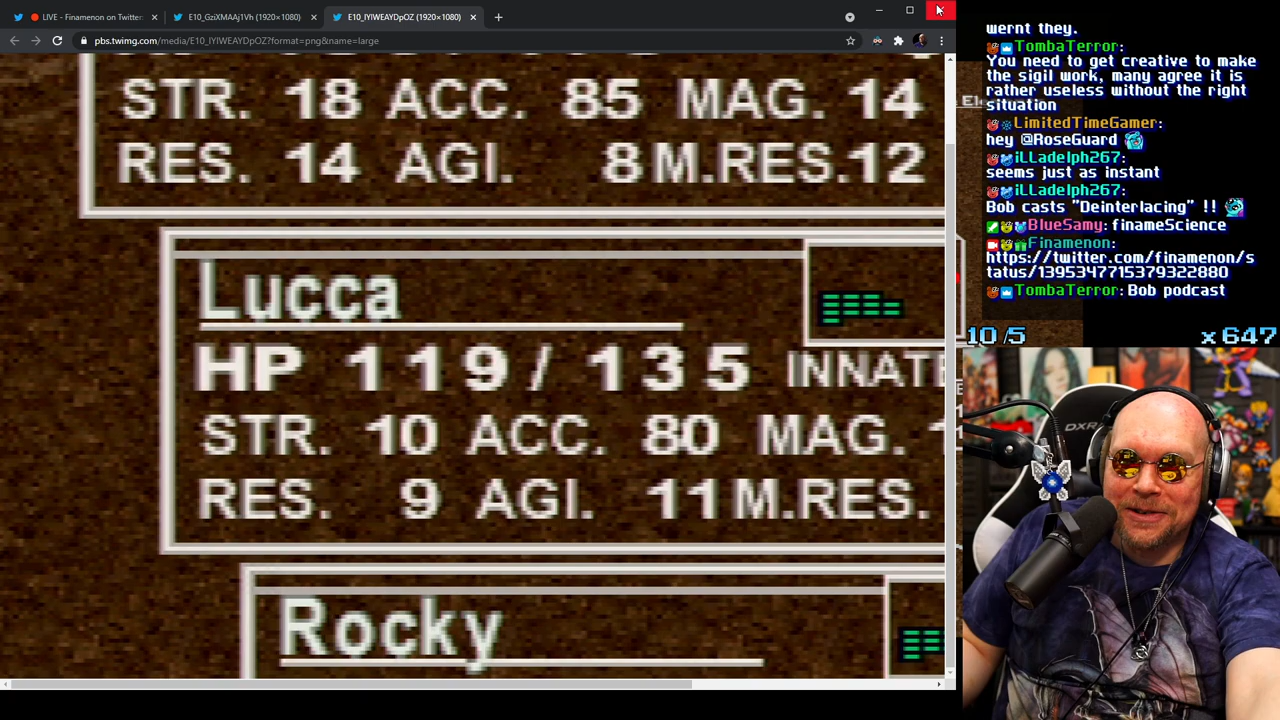 LIVE - Finamenon on Twitter:
E10_GziXMAAj1Vh (1920×1080)
E10_IYIWEAYDpOZ (1920×1080)
pbs.twimg.com/media/E10_IYIWEAYDpOZ?format=png&name=large
STR. 18 ACC. 85 MAG. 14
RES. 14 AGI. 8 M.RES. 12
Lucca
HP 119/ 135 INNATE
STR. 10 ACC. 80 MAG.
RES. 9 AGI. 11 M.RES.
Rocky
wernt they.
TombaTerror:
You need to get creative to make
the sigil work, many agree it is
rather useless without the right
situation
LimitedTimeGamer:
hey @RoseGuard
iLLadelph267:
seems just as instant
iLLadelph267:
Bob casts "Deinterlacing" !!
BlueSamy: finameScience
Finamenon:
https://twitter.com/finamenon/s
tatus/1395347715379322880
TombaTerror: Bob podcast
10/5 x647
DXR